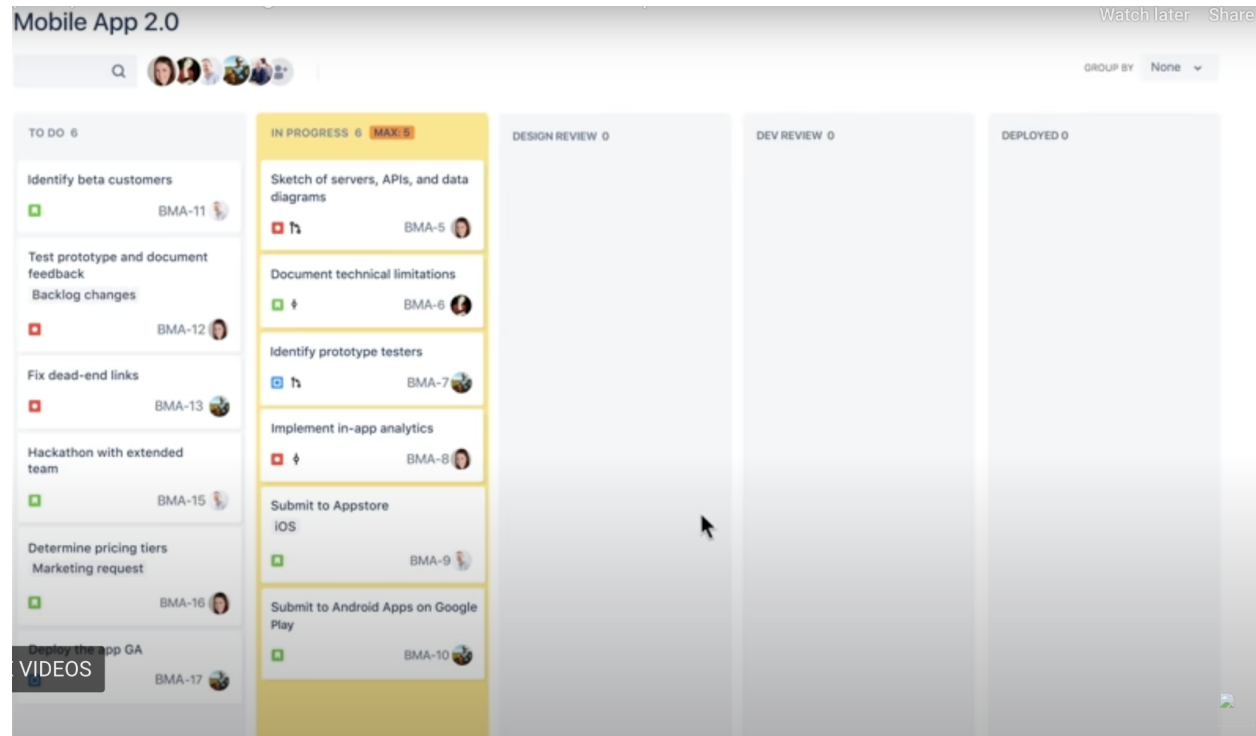 Mobile App 2.0
Watch later Share
GROUP BY None
TO DO 6
Identify beta customers
BMA-11
Test prototype and document
feedback
Backlog changes
BMA-12
Fix dead-end links
BMA-13
Hackathon with extended
team
BMA-15
Determine pricing tiers
Marketing request
BMA-16
Deploy the app GA
VIDEOS
BMA-17
IN PROGRESS 6 MAX: 5
Sketch of servers, APIs, and data
diagrams
BMA-5
Document technical limitations
BMA-6
Identify prototype testers
BMA-7
Implement in-app analytics
BMA-8
Submit to Appstore
iOS
BMA-9
Submit to Android Apps on Google
Play
BMA-10
DESIGN REVIEW 0
DEV REVIEW 0
DEPLOYED 0